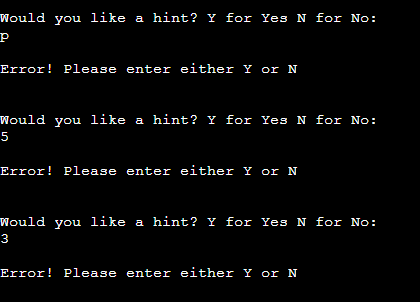 Would you like a hint? Y for Yes N for No:
p
Error! Please enter either Y or N
Would you like a hint? Y for Yes N for No:
5
Error! Please enter either Y or N
Would you like a hint? Y for Yes N for No:
3
Error! Please enter either Y or N